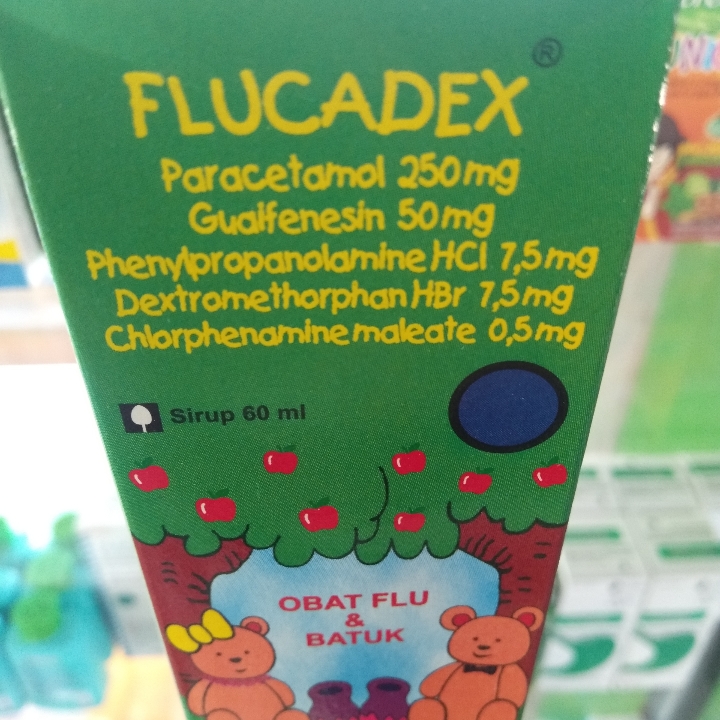 FLUCADEX ®
Paracetamol 250mg
Guaifenesin 50mg
Phenylpropanolamine HCl 7,5mg
Dextromethorphan HBr 7,5mg
Chlorphenamine maleate 0,5mg
Sirup 60 ml
OBAT FLU
&
BATUK